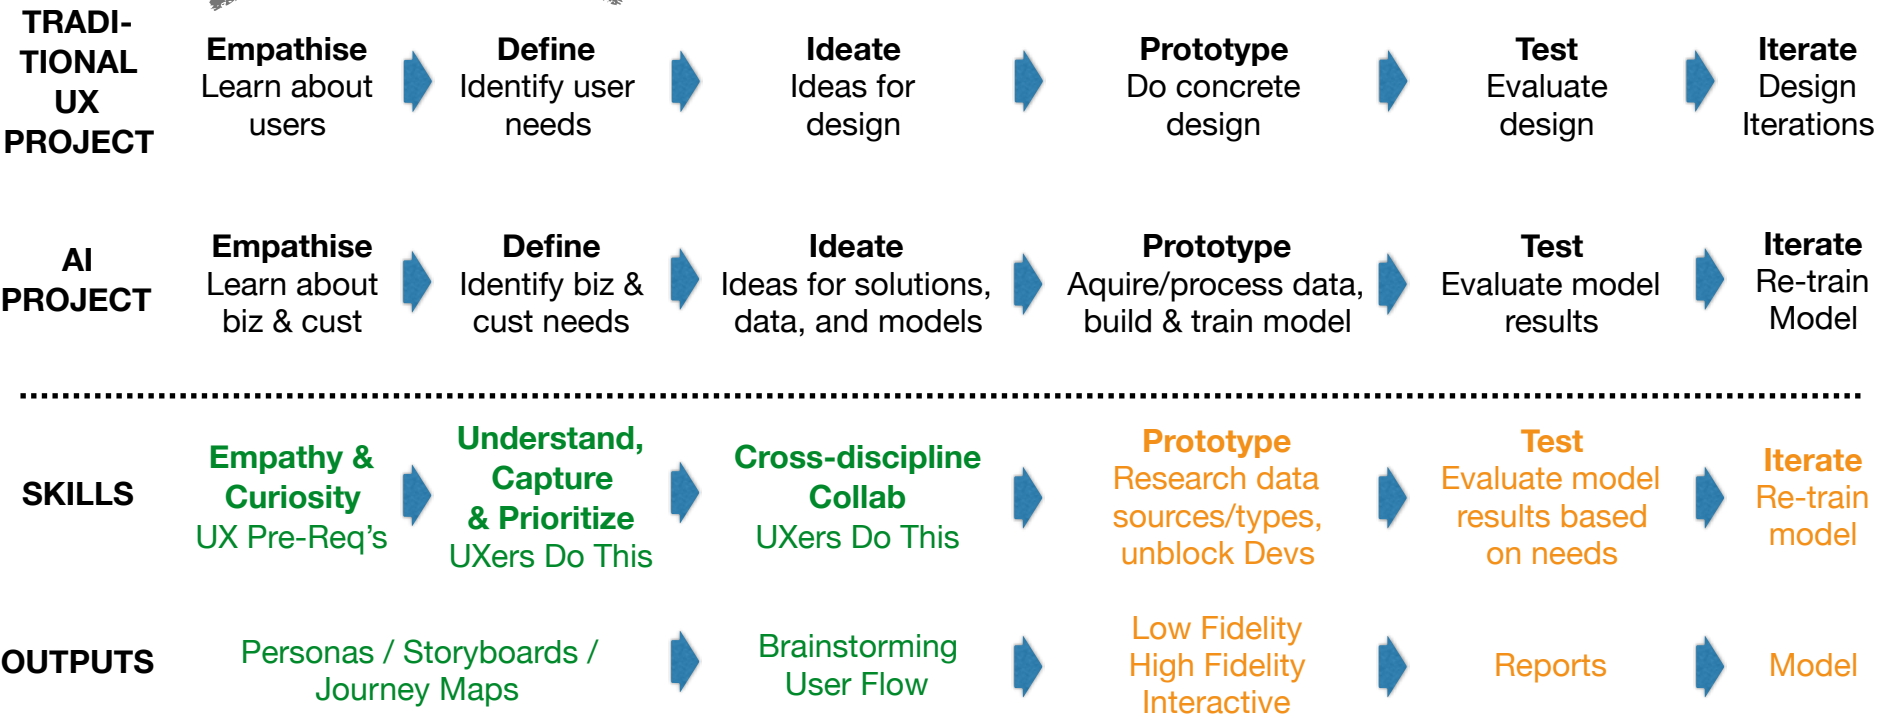 TRADI-
TIONAL
UX
PROJECT
Empathise
Learn about
users
Define
Identify user
needs
Ideate
Ideas for
design
Prototype
Do concrete
design
Test
Evaluate
design
Iterate
Design
Iterations
AI
PROJECT
Empathise
Learn about
biz & cust
Define
Identify biz &
cust needs
Ideate
Ideas for solutions,
data, and models
Prototype
Aquire/process data,
build & train model
Test
Evaluate model
results
Iterate
Re-train
Model
SKILLS
Empathy &
Curiosity
UX Pre-Req’s
Understand,
Capture
& Prioritize
UXers Do This
Cross-discipline
Collab
UXers Do This
Prototype
Research data
sources/types,
unblock Devs
Test
Evaluate model
results based
on needs
Iterate
Re-train
model
OUTPUTS
Personas / Storyboards /
Journey Maps
Brainstorming
User Flow
Low Fidelity
High Fidelity
Interactive
Reports
Model